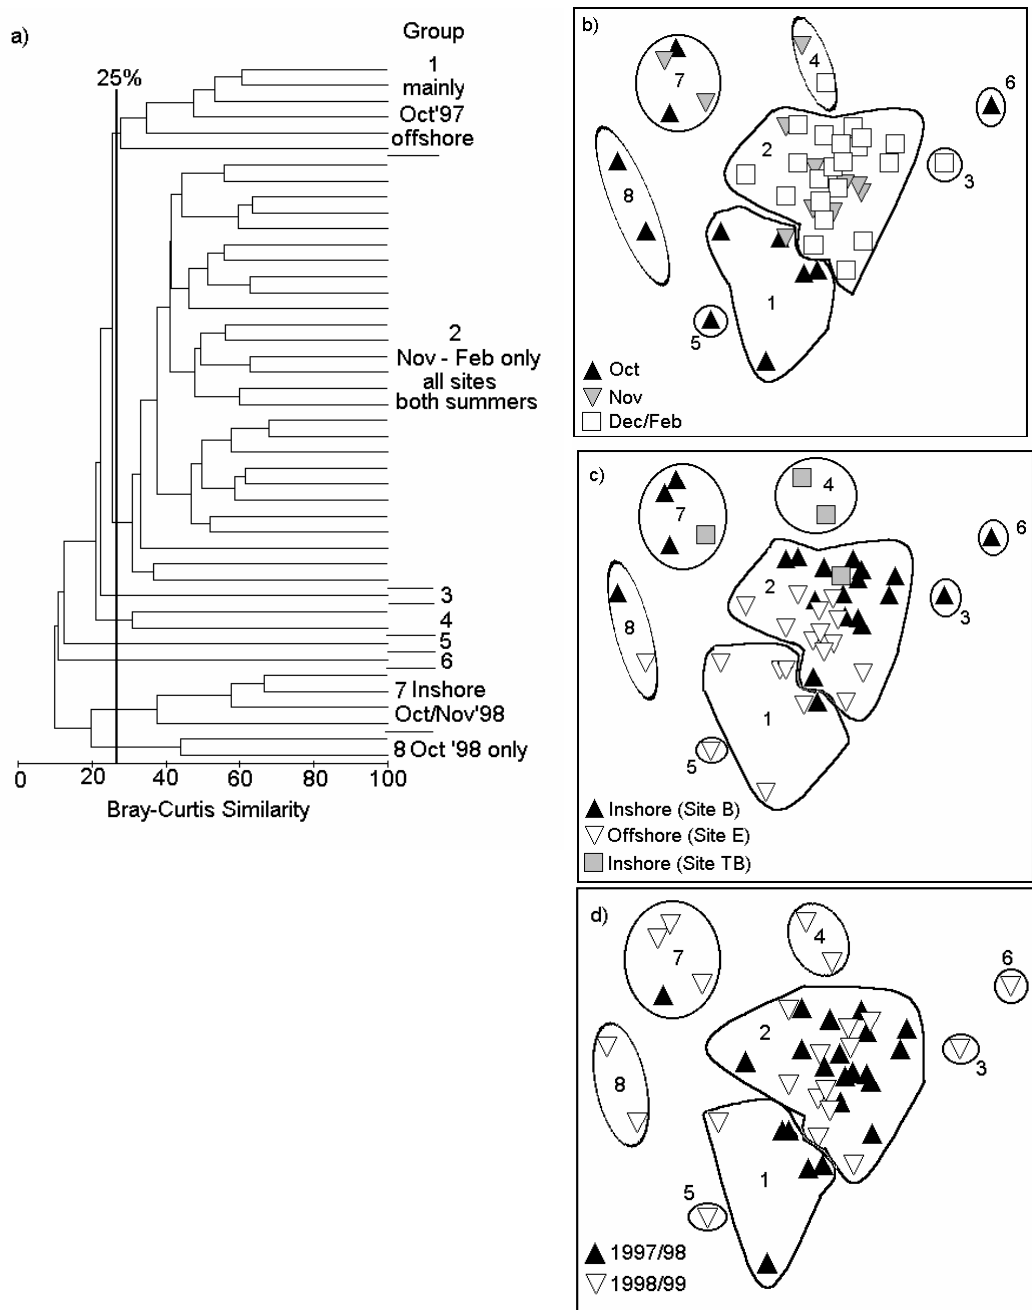 a)
Group
25%
1
mainly
Oct'97
offshore
2
Nov - Feb only
all sites
both summers
3
4
5
6
7 Inshore
Oct/Nov'98
8 Oct '98 only
0 20 40 60 80 100
Bray-Curtis Similarity
b)
4
7
6
2
3
8
1
5
Oct
Nov
Dec/Feb
c)
4
7
6
2
3
8
1
5
Inshore (Site B)
Offshore (Site E)
Inshore (Site TB)
d)
4
7
6
2
3
8
1
5
1997/98
1998/99